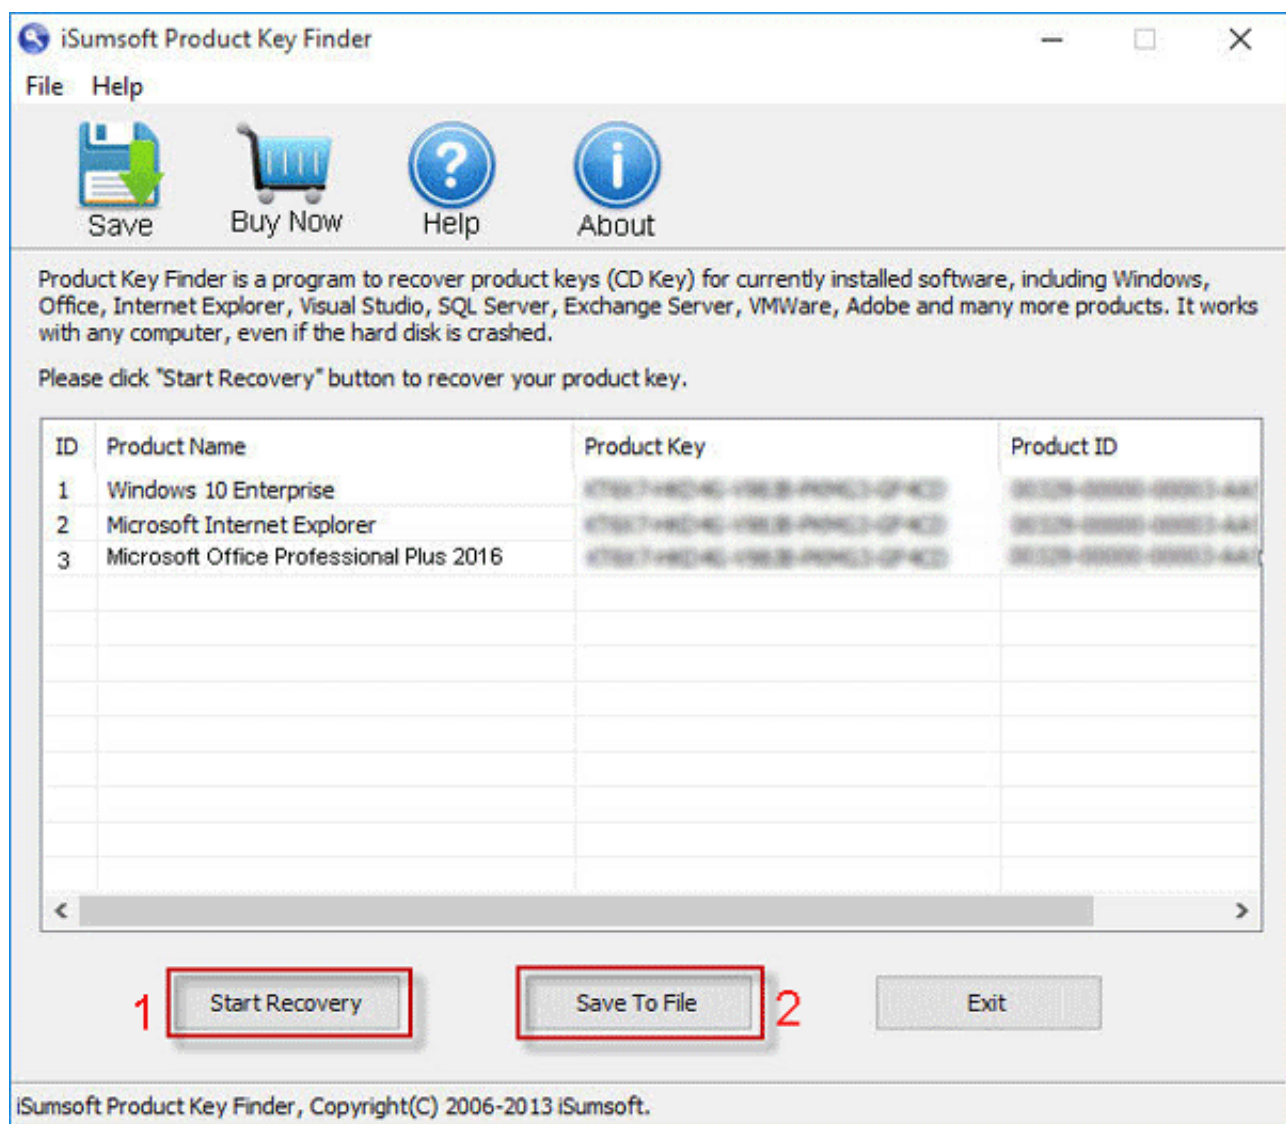 iSumsoft Product Key Finder
File Help
Save Buy Now Help About
Product Key Finder is a program to recover product keys (CD Key) for currently installed software, including Windows,
Office, Internet Explorer, Visual Studio, SQL Server, Exchange Server, VMWare, Adobe and many more products. It works
with any computer, even if the hard disk is crashed.
Please click "Start Recovery" button to recover your product key.
ID Product Name Product Key Product ID
1 Windows 10 Enterprise
2 Microsoft Internet Explorer
3 Microsoft Office Professional Plus 2016
1 Start Recovery Save To File 2 Exit
iSumsoft Product Key Finder, Copyright(C) 2006-2013 iSumsoft.